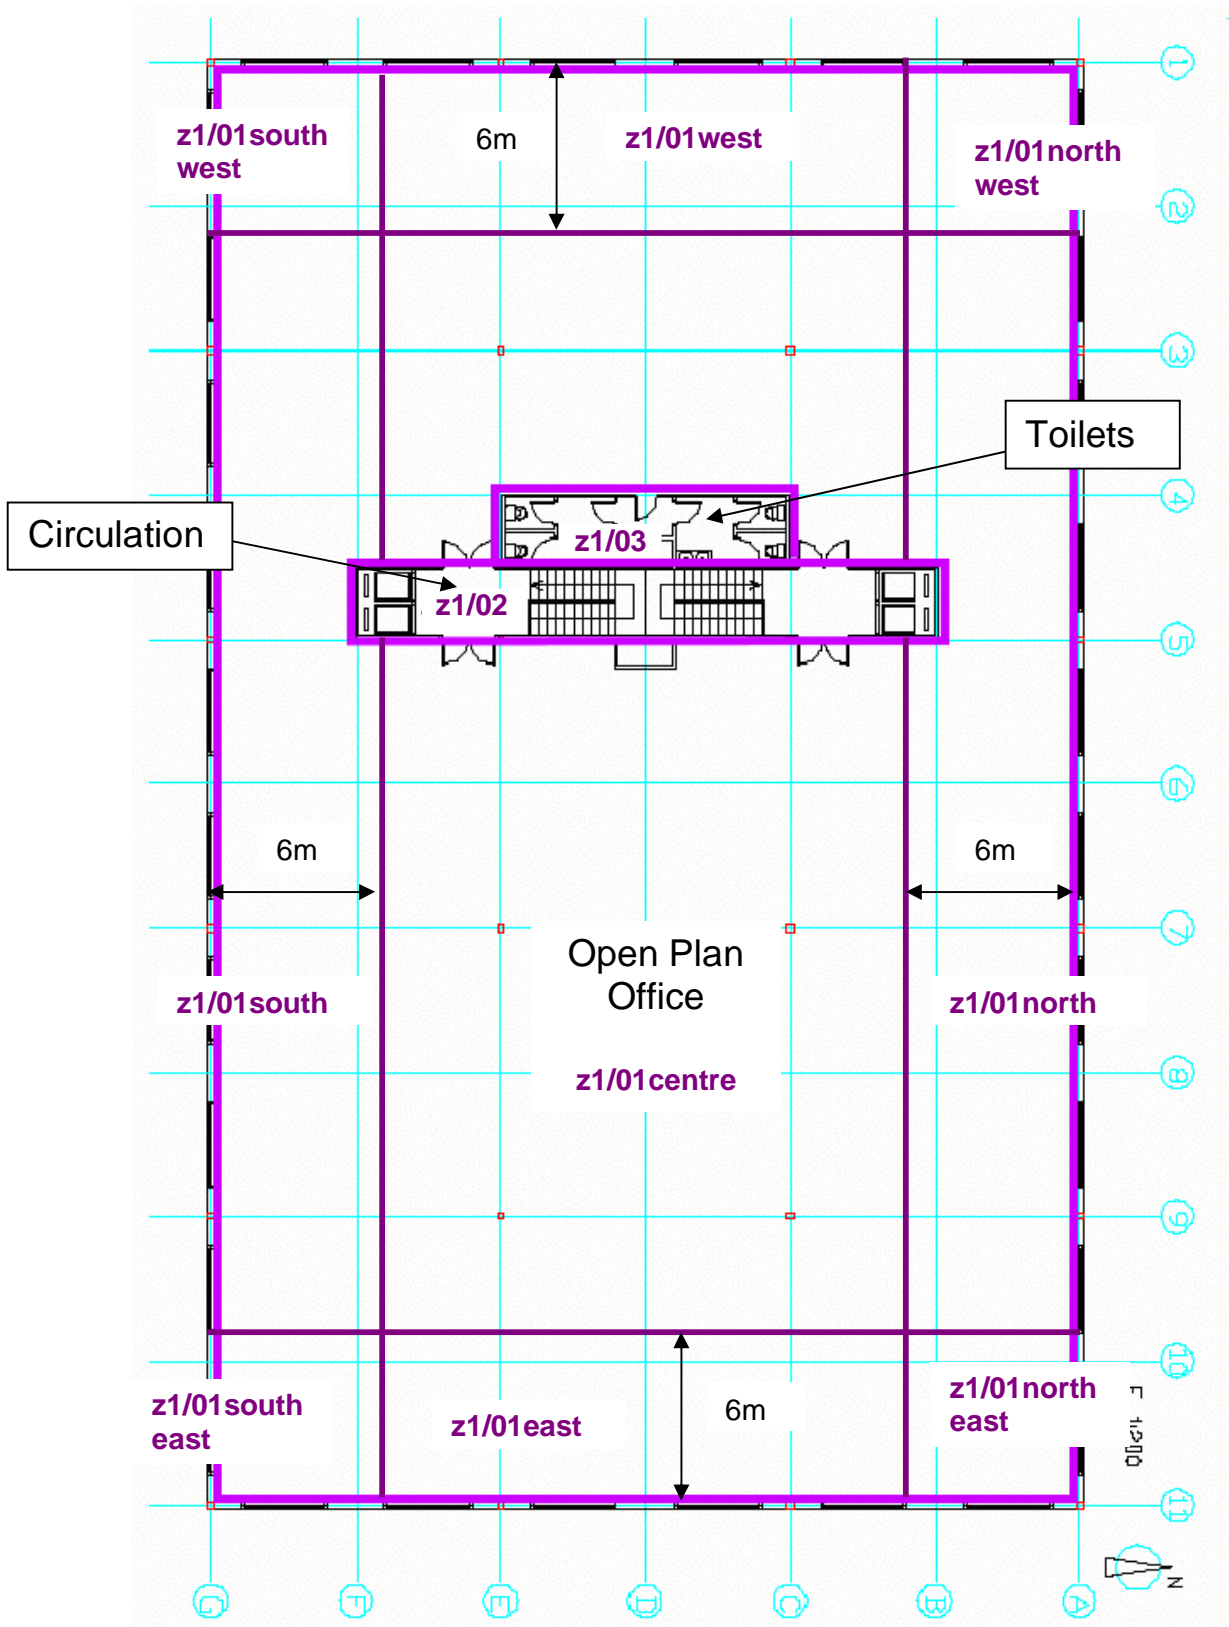 1
z1/01south
west
6m
z1/01west
z1/01north
west
2
3
Toilets
4
Circulation
z1/03
z1/02
5
6
6m
6m
7
Open Plan
Office
z1/01south
z1/01north
z1/01centre
8
9
10
z1/01south
east
z1/01east
6m
z1/01north
east
11
N
G
F
E
D
C
B
A